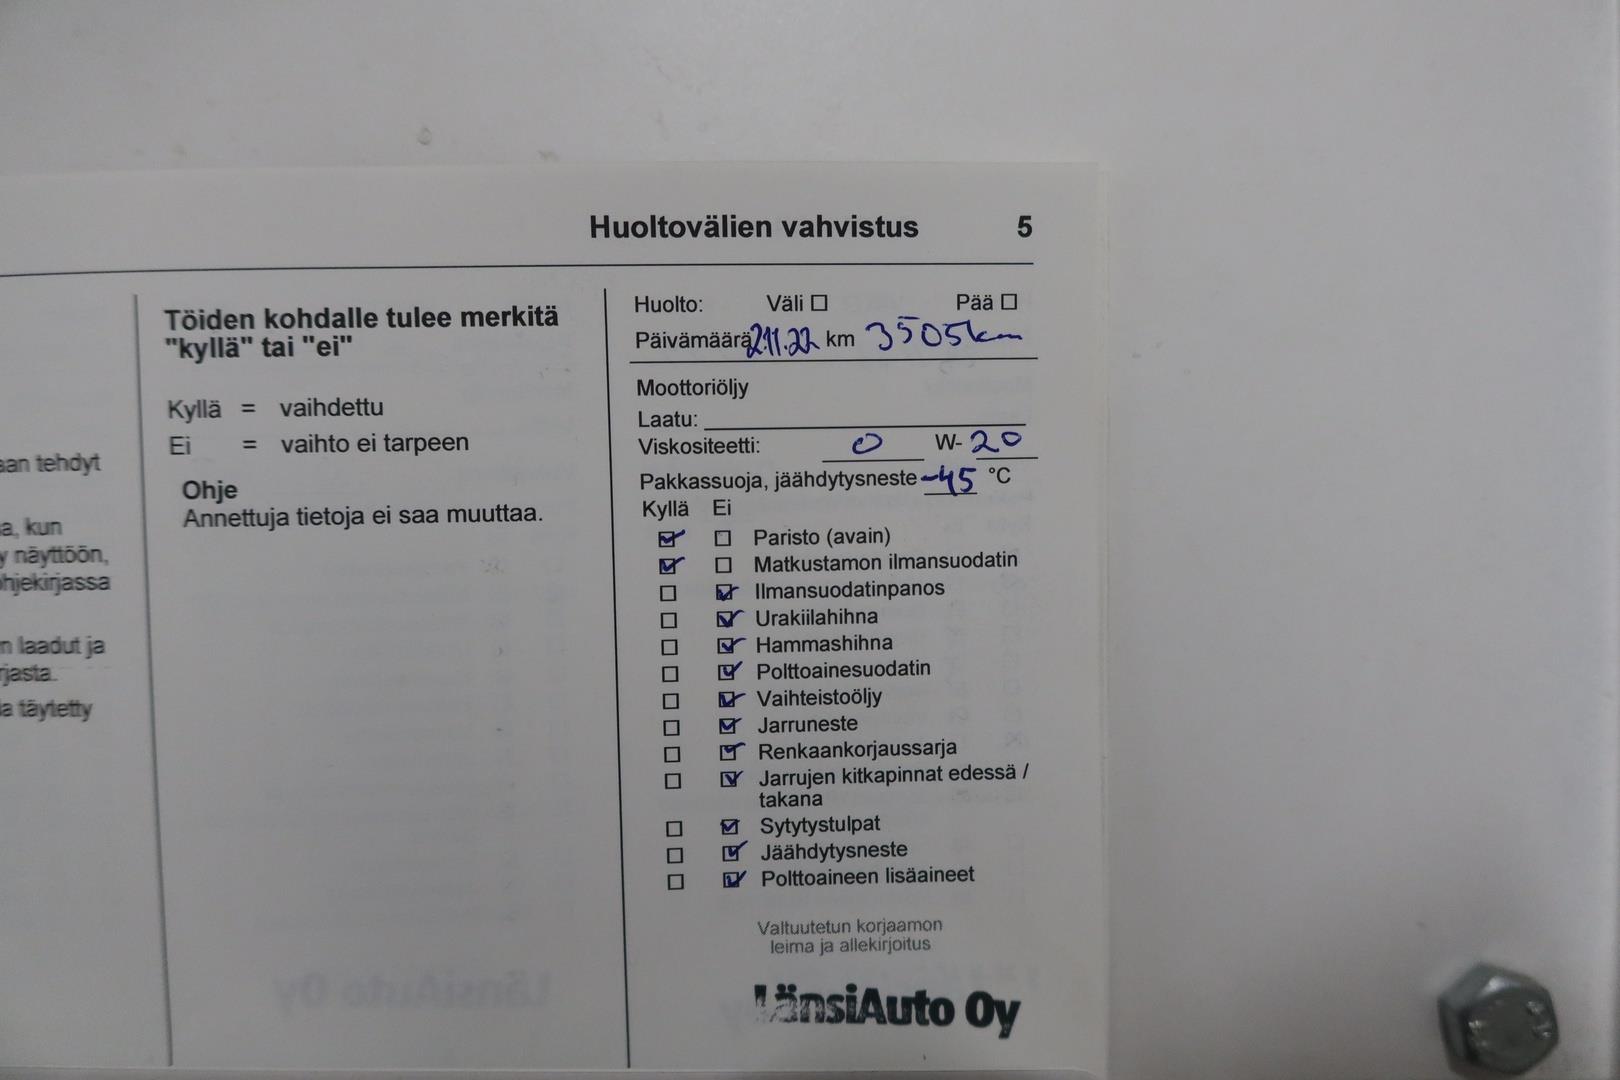 Huoltovälien vahvistus 5
aan tehdyt
a, kun
y näyttöön,
ohjekirjassa
n laadut ja
rjasta.
a täytetty
Töiden kohdalle tulee merkitä
"kyllä" tai "ei"
Kyllä = vaihdettu
Ei = vaihto ei tarpeen
Ohje
Annettuja tietoja ei saa muuttaa.
Huolto: Väli ☐ Pää ☐
Päivämäärä 2.11.22 km 35051km
Moottoriöljy
Laatu:
Viskositeetti: 0 W- 20
Pakkassuoja, jäähdytysneste -45 °C
Kyllä Ei
☑ ☐ Paristo (avain)
☑ ☐ Matkustamon ilmansuodatin
☐ ☑ Ilmansuodatinpanos
☐ ☑ Urakiilahihna
☐ ☑ Hammashihna
☐ ☑ Polttoainesuodatin
☐ ☑ Vaihteistoöljy
☐ ☑ Jarruneste
☐ ☑ Renkaankorjaussarja
☐ ☑ Jarrujen kitkapinnat edessä /
takana
☐ ☑ Sytytystulpat
☐ ☑ Jäähdytysneste
☐ ☑ Polttoaineen lisäaineet
Valtuutetun korjaamon
leima ja allekirjoitus
LänsiAuto Oy